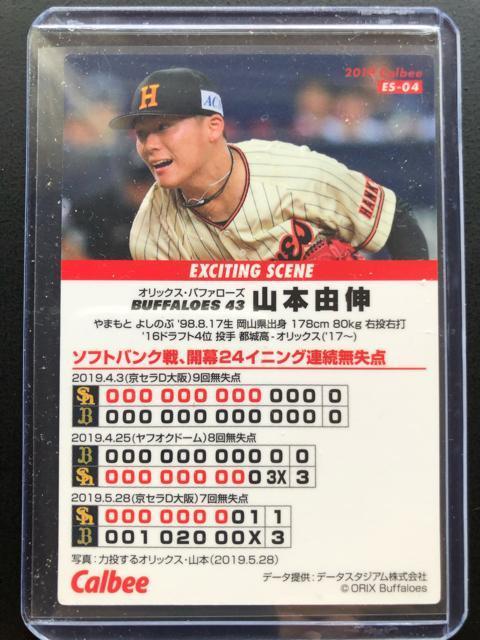 2019 Calbee
ES-04
H
HANK
EXCITING SCENE
オリックス・バファローズ
BUFFALOES 43 山本由伸
やまもと よしのぶ '98.8.17生 岡山県出身 178cm 80kg 右投右打
'16ドラフト4位 投手 都城高-オリックス('17〜)
ソフトバンク戦、開幕24イニング連続無失点
2019.4.3(京セラD大阪)9回無失点
Sh 000 000 000 000 0
B 000 000 000 000 0
2019.4.25(ヤフオクドーム)8回無失点
B 000 000 000 0 0
Sh 000 000 000 3X 3
2019.5.28(京セラD大阪)7回無失点
Sh 000 000 001 1
B 001 020 00X 3
写真:力投するオリックス・山本(2019.5.28)
Calbee
データ提供:データスタジアム株式会社
© ORIX Buffaloes